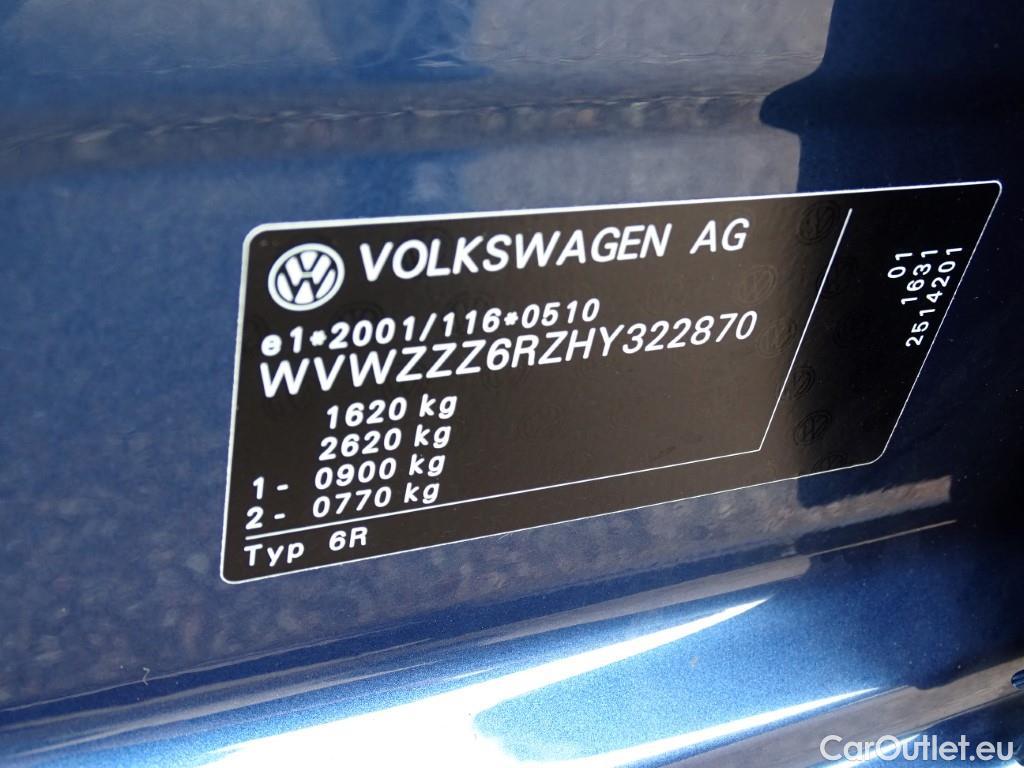 VOLKSWAGEN AG
e1*2001/116*0510
WVWZZZ6RZHY322870
1620 kg
2620 kg
1- 0900 kg
2- 0770 kg
Typ 6R
01
1631
2514201
CarOutlet.eu